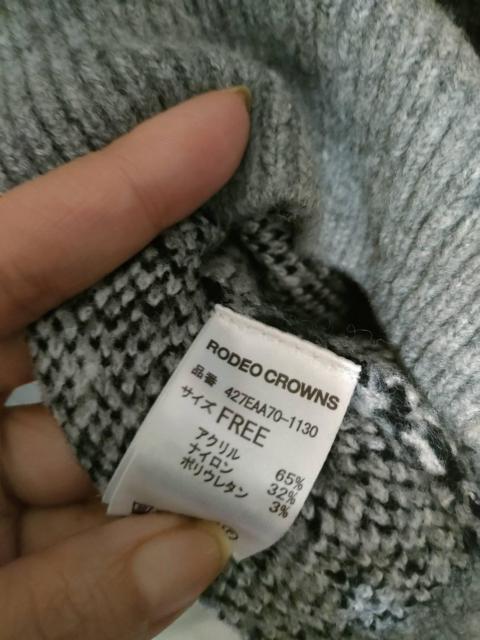 RODEO CROWNS
品番 427EAA70-1130
サイズ FREE
アクリル 65%
ナイロン 32%
ポリウレタン 3%